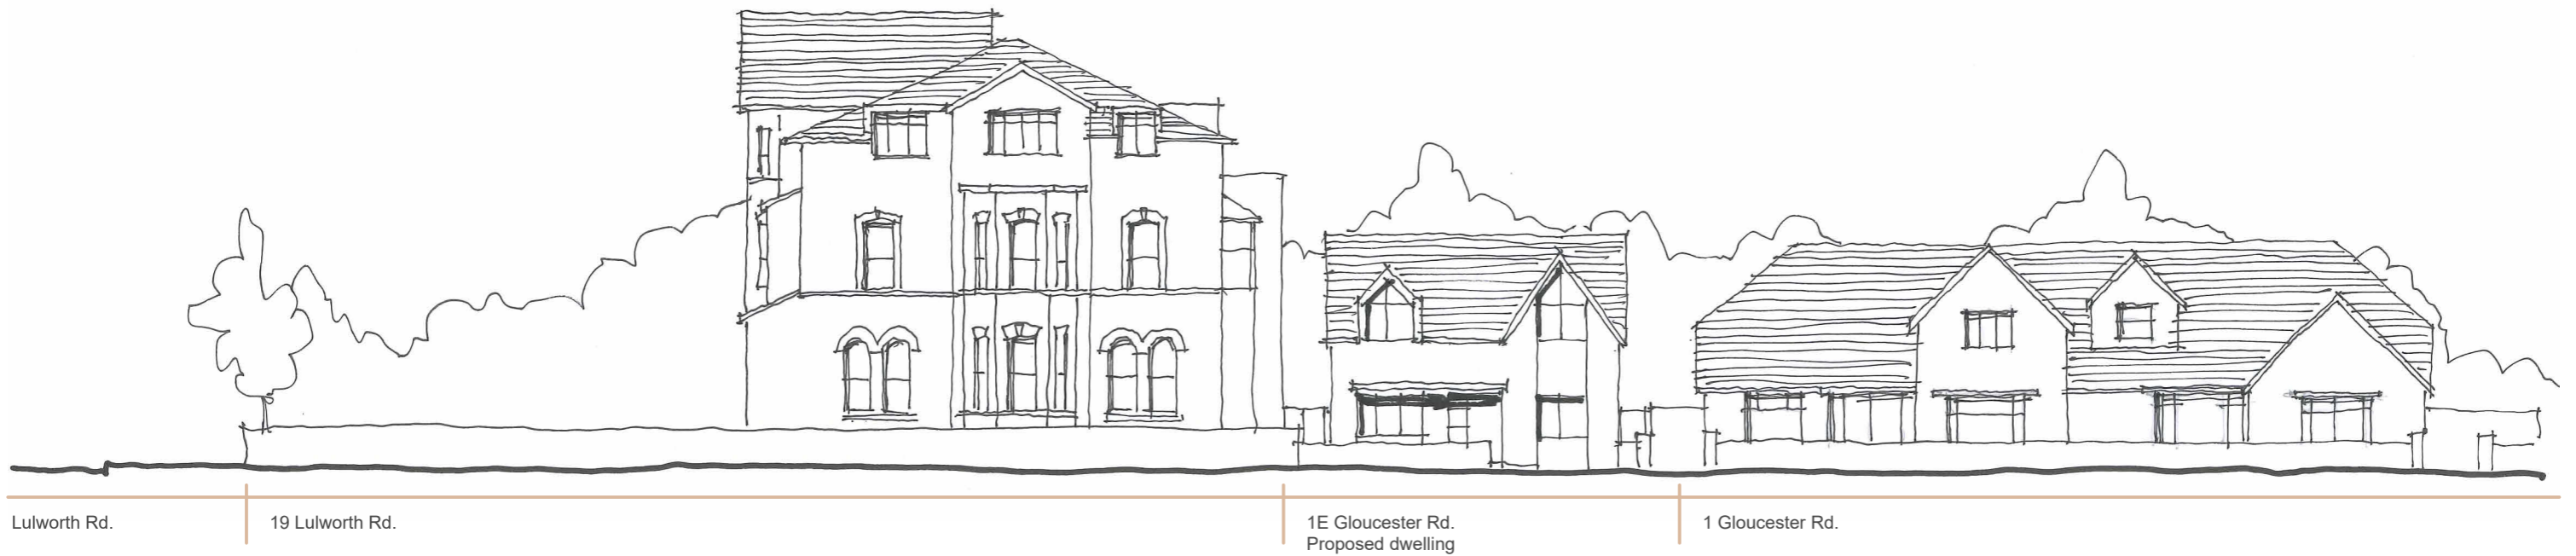 Lulworth Rd.
19 Lulworth Rd.
1E Gloucester Rd.
Proposed dwelling
1 Gloucester Rd.